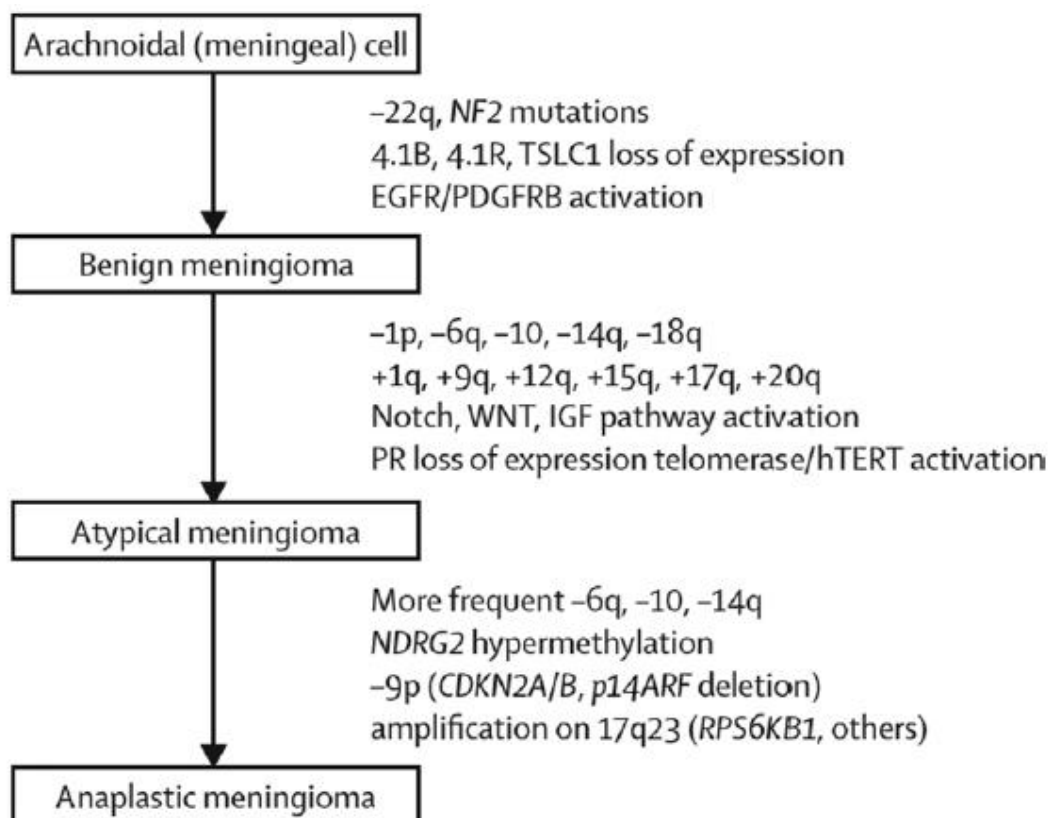 Arachnoidal (meningeal) cell
–22q, NF2 mutations
4.1B, 4.1R, TSLC1 loss of expression
EGFR/PDGFRB activation
Benign meningioma
–1p, –6q, –10, –14q, –18q
+1q, +9q, +12q, +15q, +17q, +20q
Notch, WNT, IGF pathway activation
PR loss of expression telomerase/hTERT activation
Atypical meningioma
More frequent –6q, –10, –14q
NDRG2 hypermethylation
–9p (CDKN2A/B, p14ARF deletion)
amplification on 17q23 (RPS6KB1, others)
Anaplastic meningioma